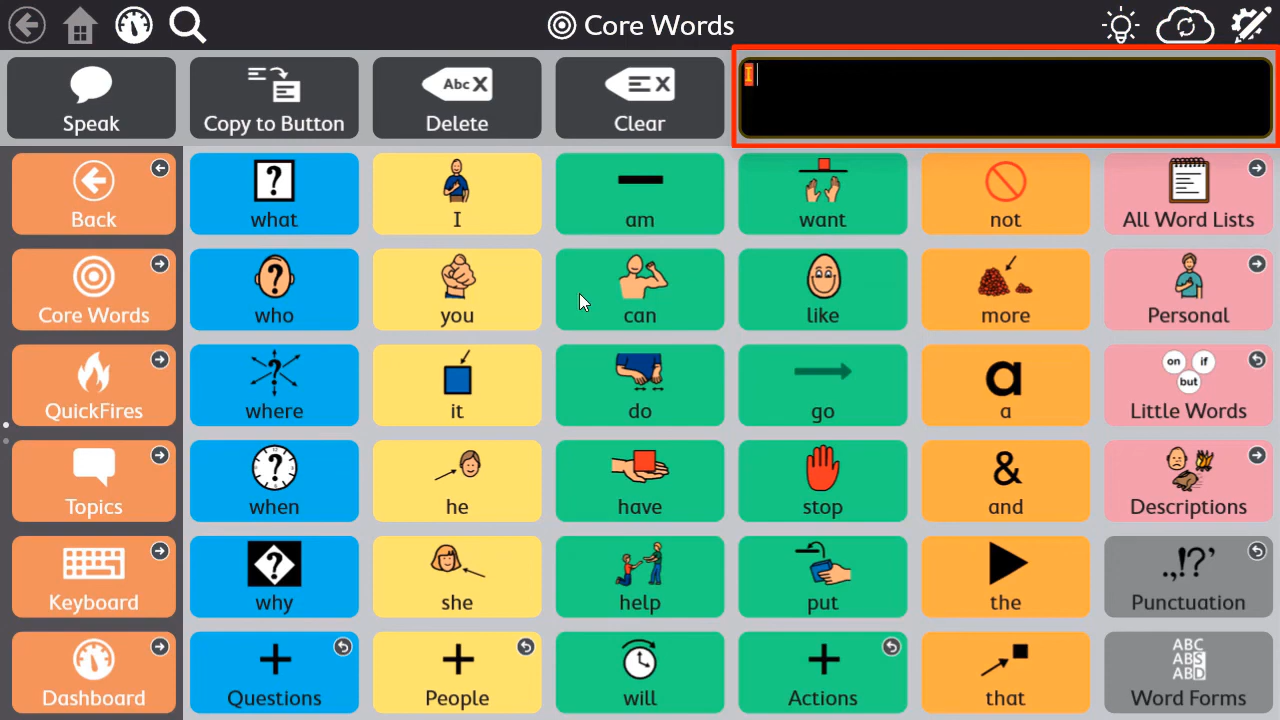 Core Words
Speak
Copy to Button
Abc X
Delete
X
Clear
I
Back
?
what
I
am
want
not
All Word Lists
Core Words
?
who
you
can
like
more
Personal
QuickFires
?
where
it
do
go
a
a
on if
but
Little Words
Topics
?
when
he
have
stop
&
and
Descriptions
Keyboard
?
why
she
help
put
the
.,!?’
Punctuation
Dashboard
+
Questions
+
People
will
+
Actions
that
ABC
ABS
ABD
Word Forms